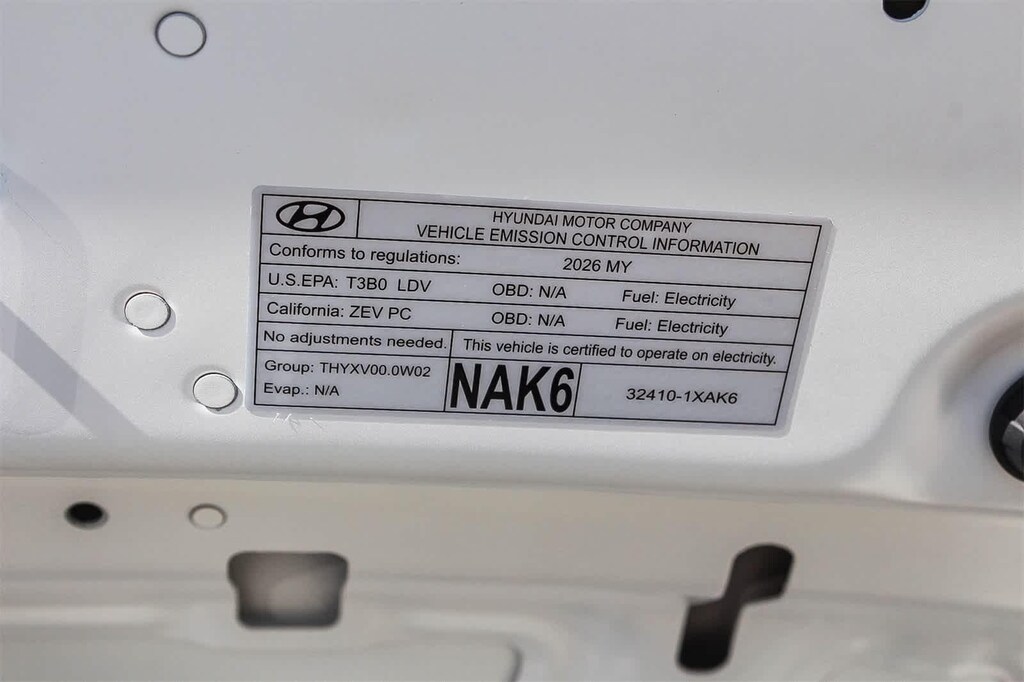 HYUNDAI MOTOR COMPANY
VEHICLE EMISSION CONTROL INFORMATION
Conforms to regulations: 2026 MY
U.S.EPA: T3B0 LDV OBD: N/A Fuel: Electricity
California: ZEV PC OBD: N/A Fuel: Electricity
No adjustments needed. This vehicle is certified to operate on electricity.
Group: THYXV00.0W02
Evap.: N/A
NAK6
32410-1XAK6